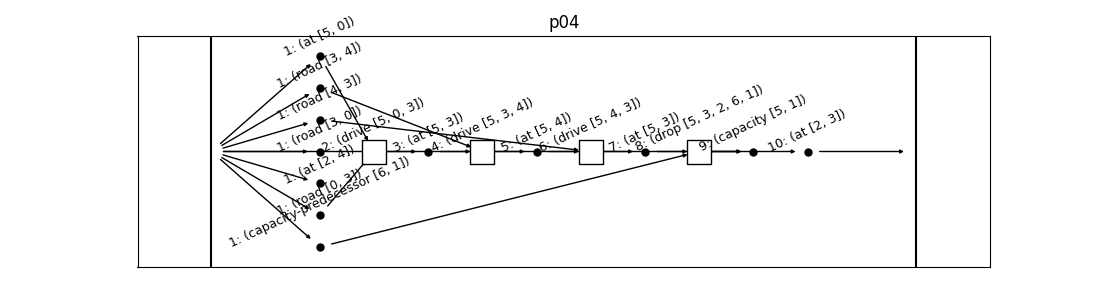 p04
1: (at [5, 0])
1: (road [3, 4])
1: (road [4, 3])
1: (road [3, 0])
1: (at [2, 4])
1: (road [0, 3])
1: (capacity-predecessor [6, 1])
2: (drive [5, 0, 3])
3: (at [5, 3])
4: (drive [5, 3, 4])
5: (at [5, 4])
6: (drive [5, 4, 3])
7: (at [5, 3])
8: (drop [5, 3, 2, 6, 1])
9: (capacity [5, 1])
10: (at [2, 3])